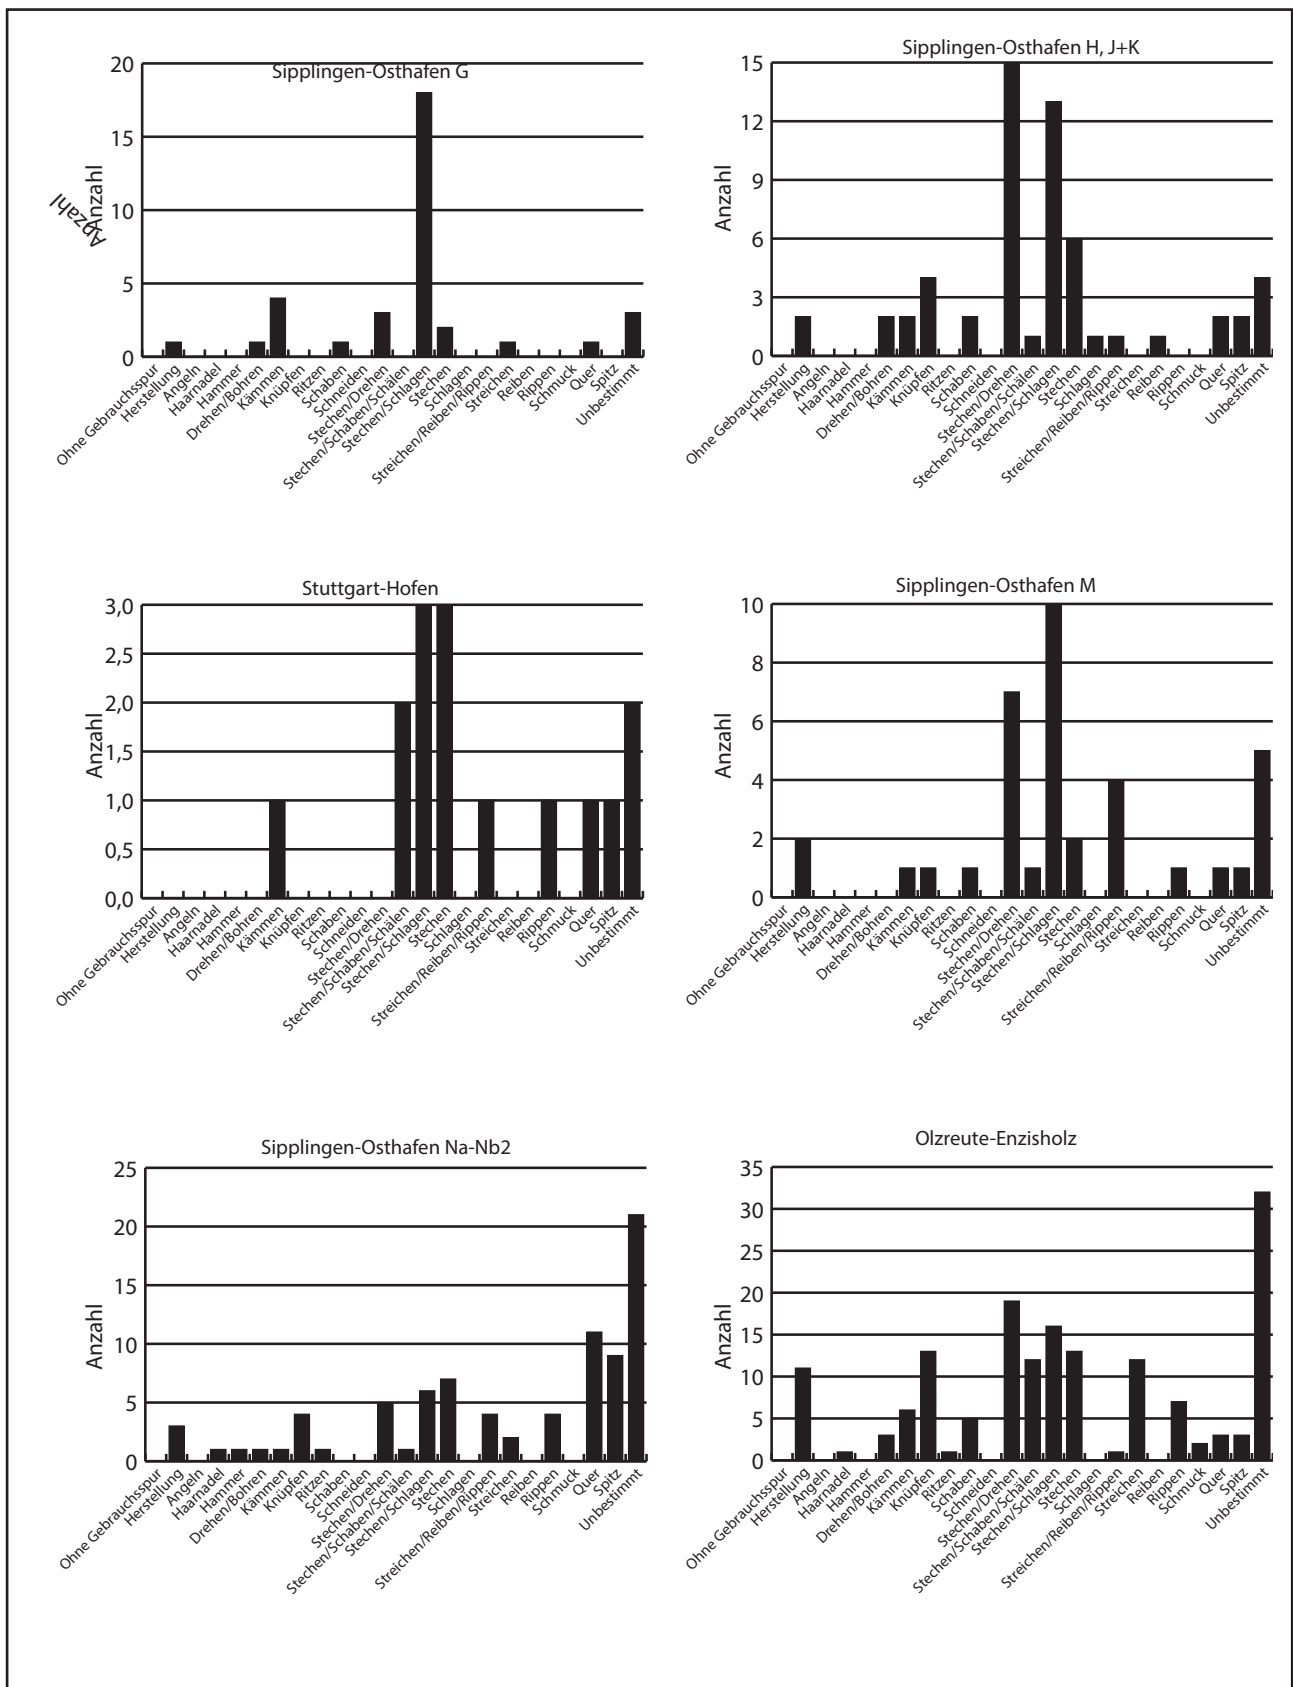 Sipplingen-Osthafen G
20
15
10
5
0
Anzahl
Anzahl
Ohne Gebrauchsspur
Herstellung
Angeln
Haarnadel
Hammer
Drehen/Bohren
Kämmen
Knüpfen
Ritzen
Schaben
Schneiden
Stechen/Drehen
Stechen/Schaben/Schälen
Stechen/Schlagen
Stechen
Schlagen
Streichen/Reiben/Rippen
Streichen
Reiben
Rippen
Schmuck
Quer
Spitz
Unbestimmt
Sipplingen-Osthafen H, J+K
15
12
9
6
3
0
Anzahl
Ohne Gebrauchsspur
Herstellung
Angeln
Haarnadel
Hammer
Drehen/Bohren
Kämmen
Knüpfen
Ritzen
Schaben
Schneiden
Stechen/Drehen
Stechen/Schaben/Schälen
Stechen/Schlagen
Stechen
Schlagen
Streichen/Reiben/Rippen
Streichen
Reiben
Rippen
Schmuck
Quer
Spitz
Unbestimmt
Stuttgart-Hofen
3,0
2,5
2,0
1,5
1,0
0,5
0,0
Anzahl
Ohne Gebrauchsspur
Herstellung
Angeln
Haarnadel
Hammer
Drehen/Bohren
Kämmen
Knüpfen
Ritzen
Schaben
Schneiden
Stechen/Drehen
Stechen/Schaben/Schälen
Stechen/Schlagen
Stechen
Schlagen
Streichen/Reiben/Rippen
Streichen
Reiben
Rippen
Schmuck
Quer
Spitz
Unbestimmt
Sipplingen-Osthafen M
10
8
6
4
2
0
Anzahl
Ohne Gebrauchsspur
Herstellung
Angeln
Haarnadel
Hammer
Drehen/Bohren
Kämmen
Knüpfen
Ritzen
Schaben
Schneiden
Stechen/Drehen
Stechen/Schaben/Schälen
Stechen/Schlagen
Stechen
Schlagen
Streichen/Reiben/Rippen
Streichen
Reiben
Rippen
Schmuck
Quer
Spitz
Unbestimmt
Sipplingen-Osthafen Na-Nb2
25
20
15
10
5
0
Anzahl
Ohne Gebrauchsspur
Herstellung
Angeln
Haarnadel
Hammer
Drehen/Bohren
Kämmen
Knüpfen
Ritzen
Schaben
Schneiden
Stechen/Drehen
Stechen/Schaben/Schälen
Stechen/Schlagen
Stechen
Schlagen
Streichen/Reiben/Rippen
Streichen
Reiben
Rippen
Schmuck
Quer
Spitz
Unbestimmt
Olzreute-Enzisholz
35
30
25
20
15
10
5
0
Anzahl
Ohne Gebrauchsspur
Herstellung
Angeln
Haarnadel
Hammer
Drehen/Bohren
Kämmen
Knüpfen
Ritzen
Schaben
Schneiden
Stechen/Drehen
Stechen/Schaben/Schälen
Stechen/Schlagen
Stechen
Schlagen
Streichen/Reiben/Rippen
Streichen
Reiben
Rippen
Schmuck
Quer
Spitz
Unbestimmt